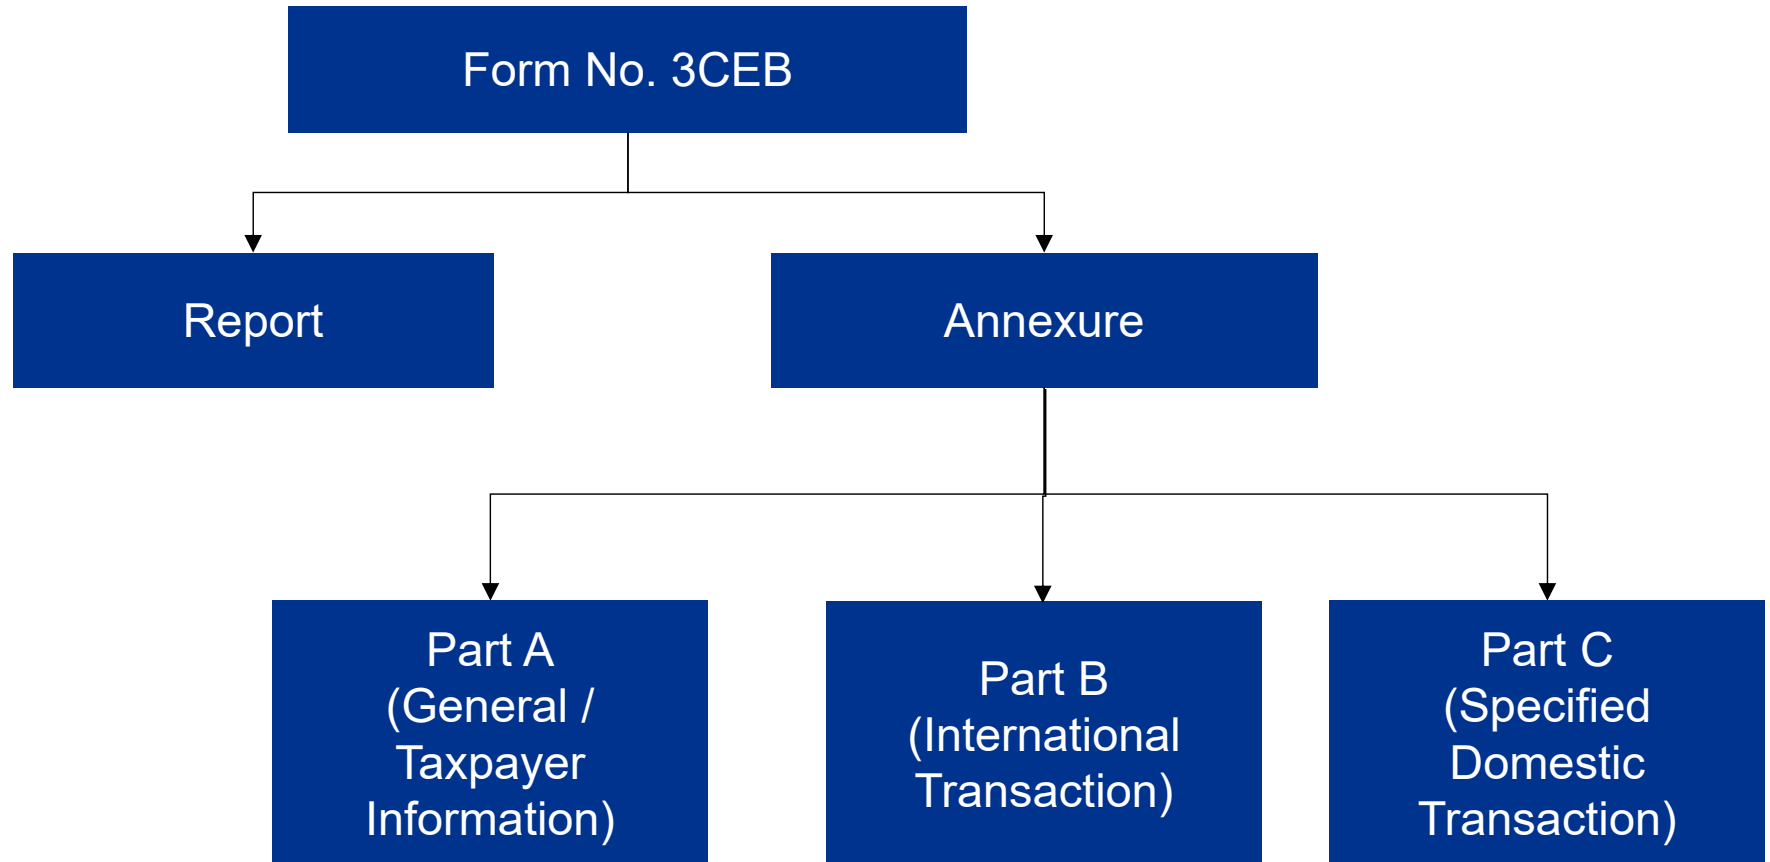 Form No. 3CEB
Report
Annexure
Part A
(General /
Taxpayer
Information)
Part B
(International
Transaction)
Part C
(Specified
Domestic
Transaction)